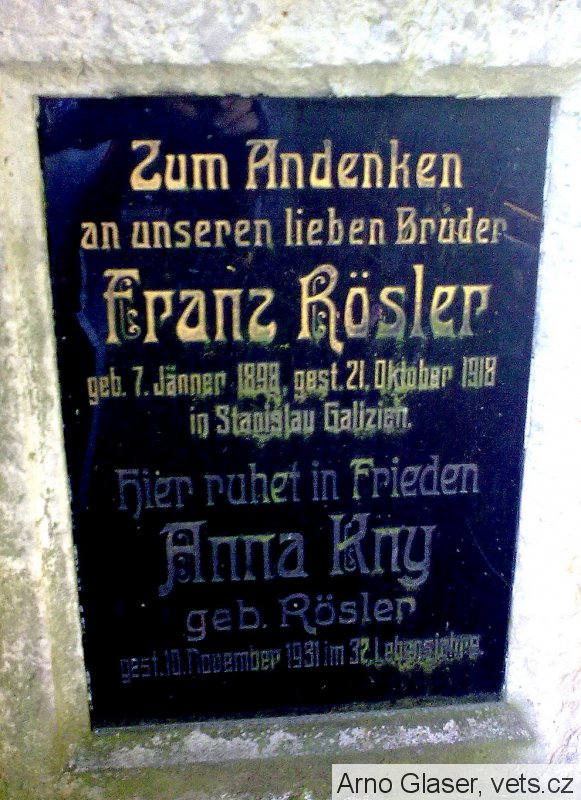 Zum Andenken
an unseren lieben Brüder
Franz Rösler
geb. 7. Jänner 1898, gest. 21. Oktober 1918
in Stanislau Galizien.
Hier ruhet in Frieden
Anna Kny
geb. Rösler
gest. 10. November 1931 im 32. Lebensjahre.
Arno Glaser, vets.cz